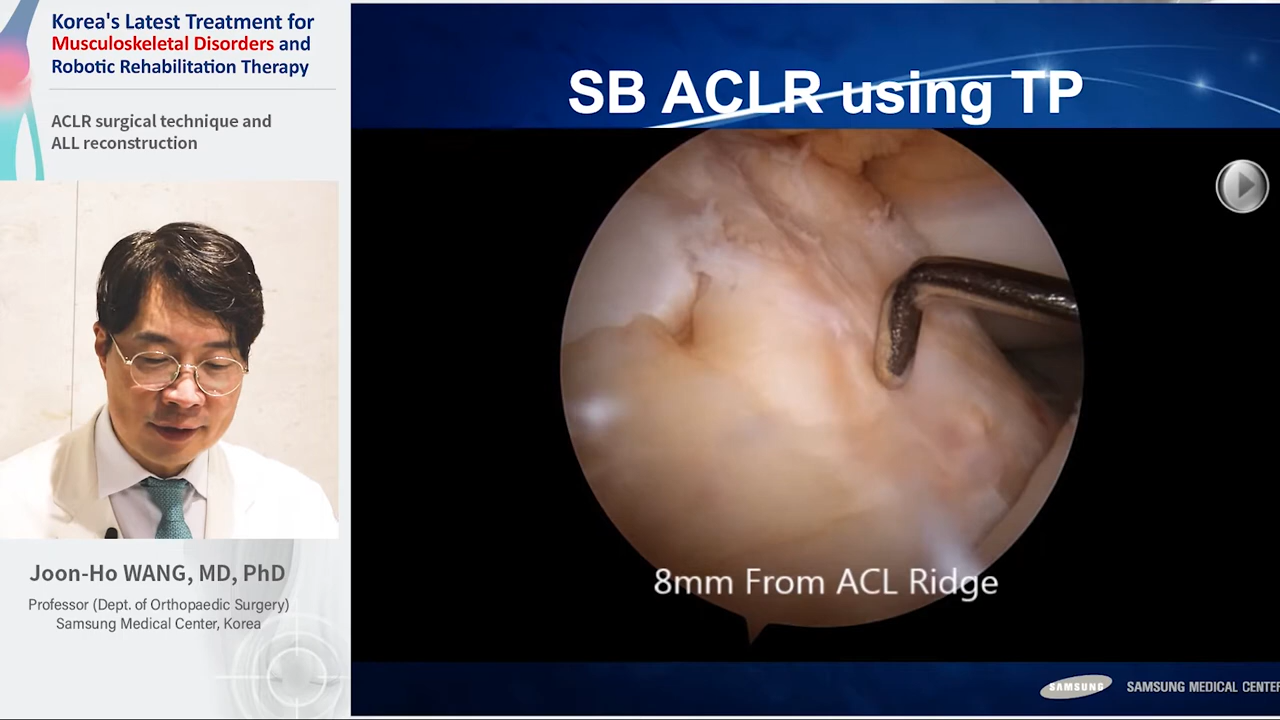 Korea's Latest Treatment for
Musculoskeletal Disorders and
Robotic Rehabilitation Therapy
ACLR surgical technique and
ALL reconstruction
Joon-Ho WANG, MD, PhD
Professor (Dept. of Orthopaedic Surgery)
Samsung Medical Center, Korea
SB ACLR using TP
8mm From ACL Ridge
SAMSUNG SAMSUNG MEDICAL CENTER